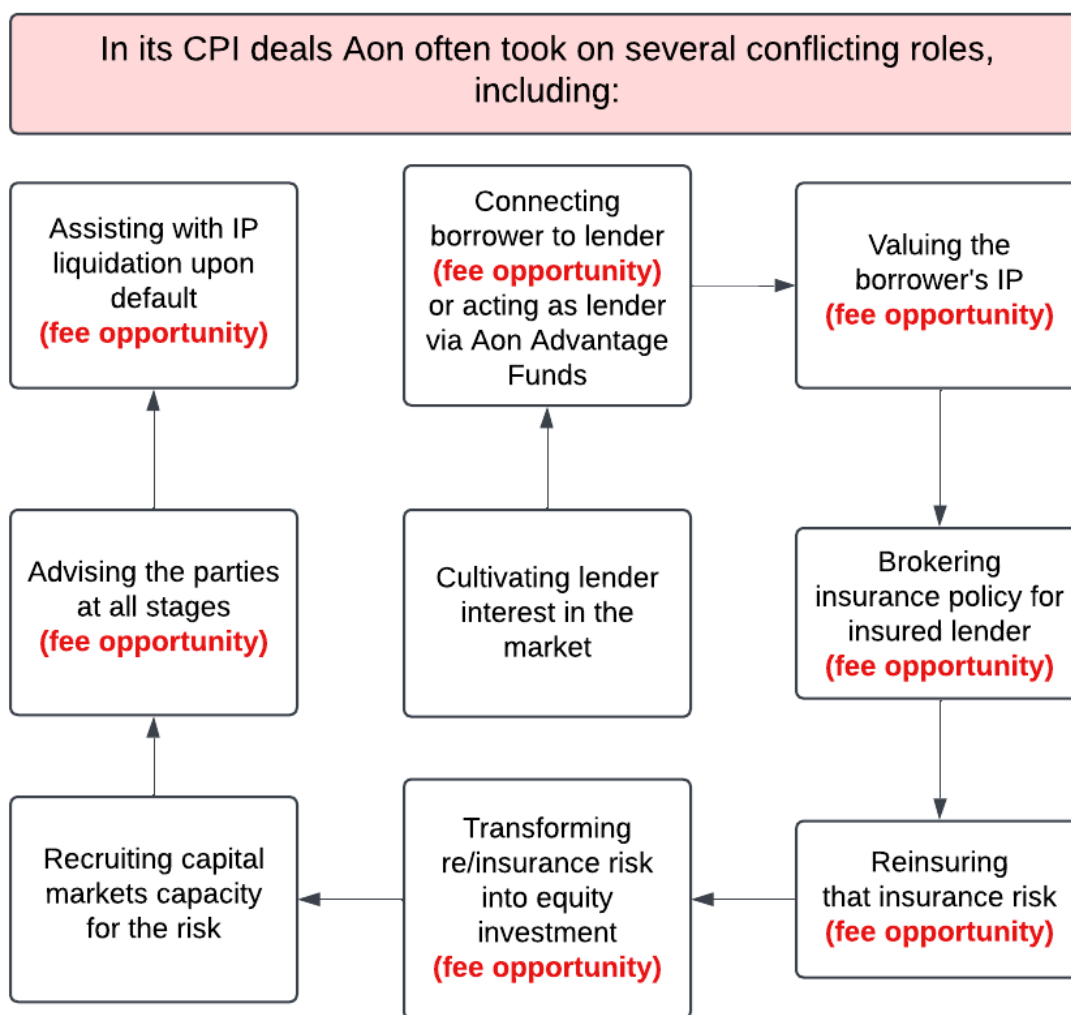 In its CPI deals Aon often took on several conflicting roles,
including:
Assisting with IP
liquidation upon
default
(fee opportunity)
Connecting
borrower to lender
(fee opportunity)
or acting as lender
via Aon Advantage
Funds
Valuing the
borrower's IP
(fee opportunity)
Advising the parties
at all stages
(fee opportunity)
Cultivating lender
interest in the
market
Brokering
insurance policy for
insured lender
(fee opportunity)
Recruiting capital
markets capacity
for the risk
Transforming
re/insurance risk
into equity
investment
(fee opportunity)
Reinsuring
that insurance risk
(fee opportunity)